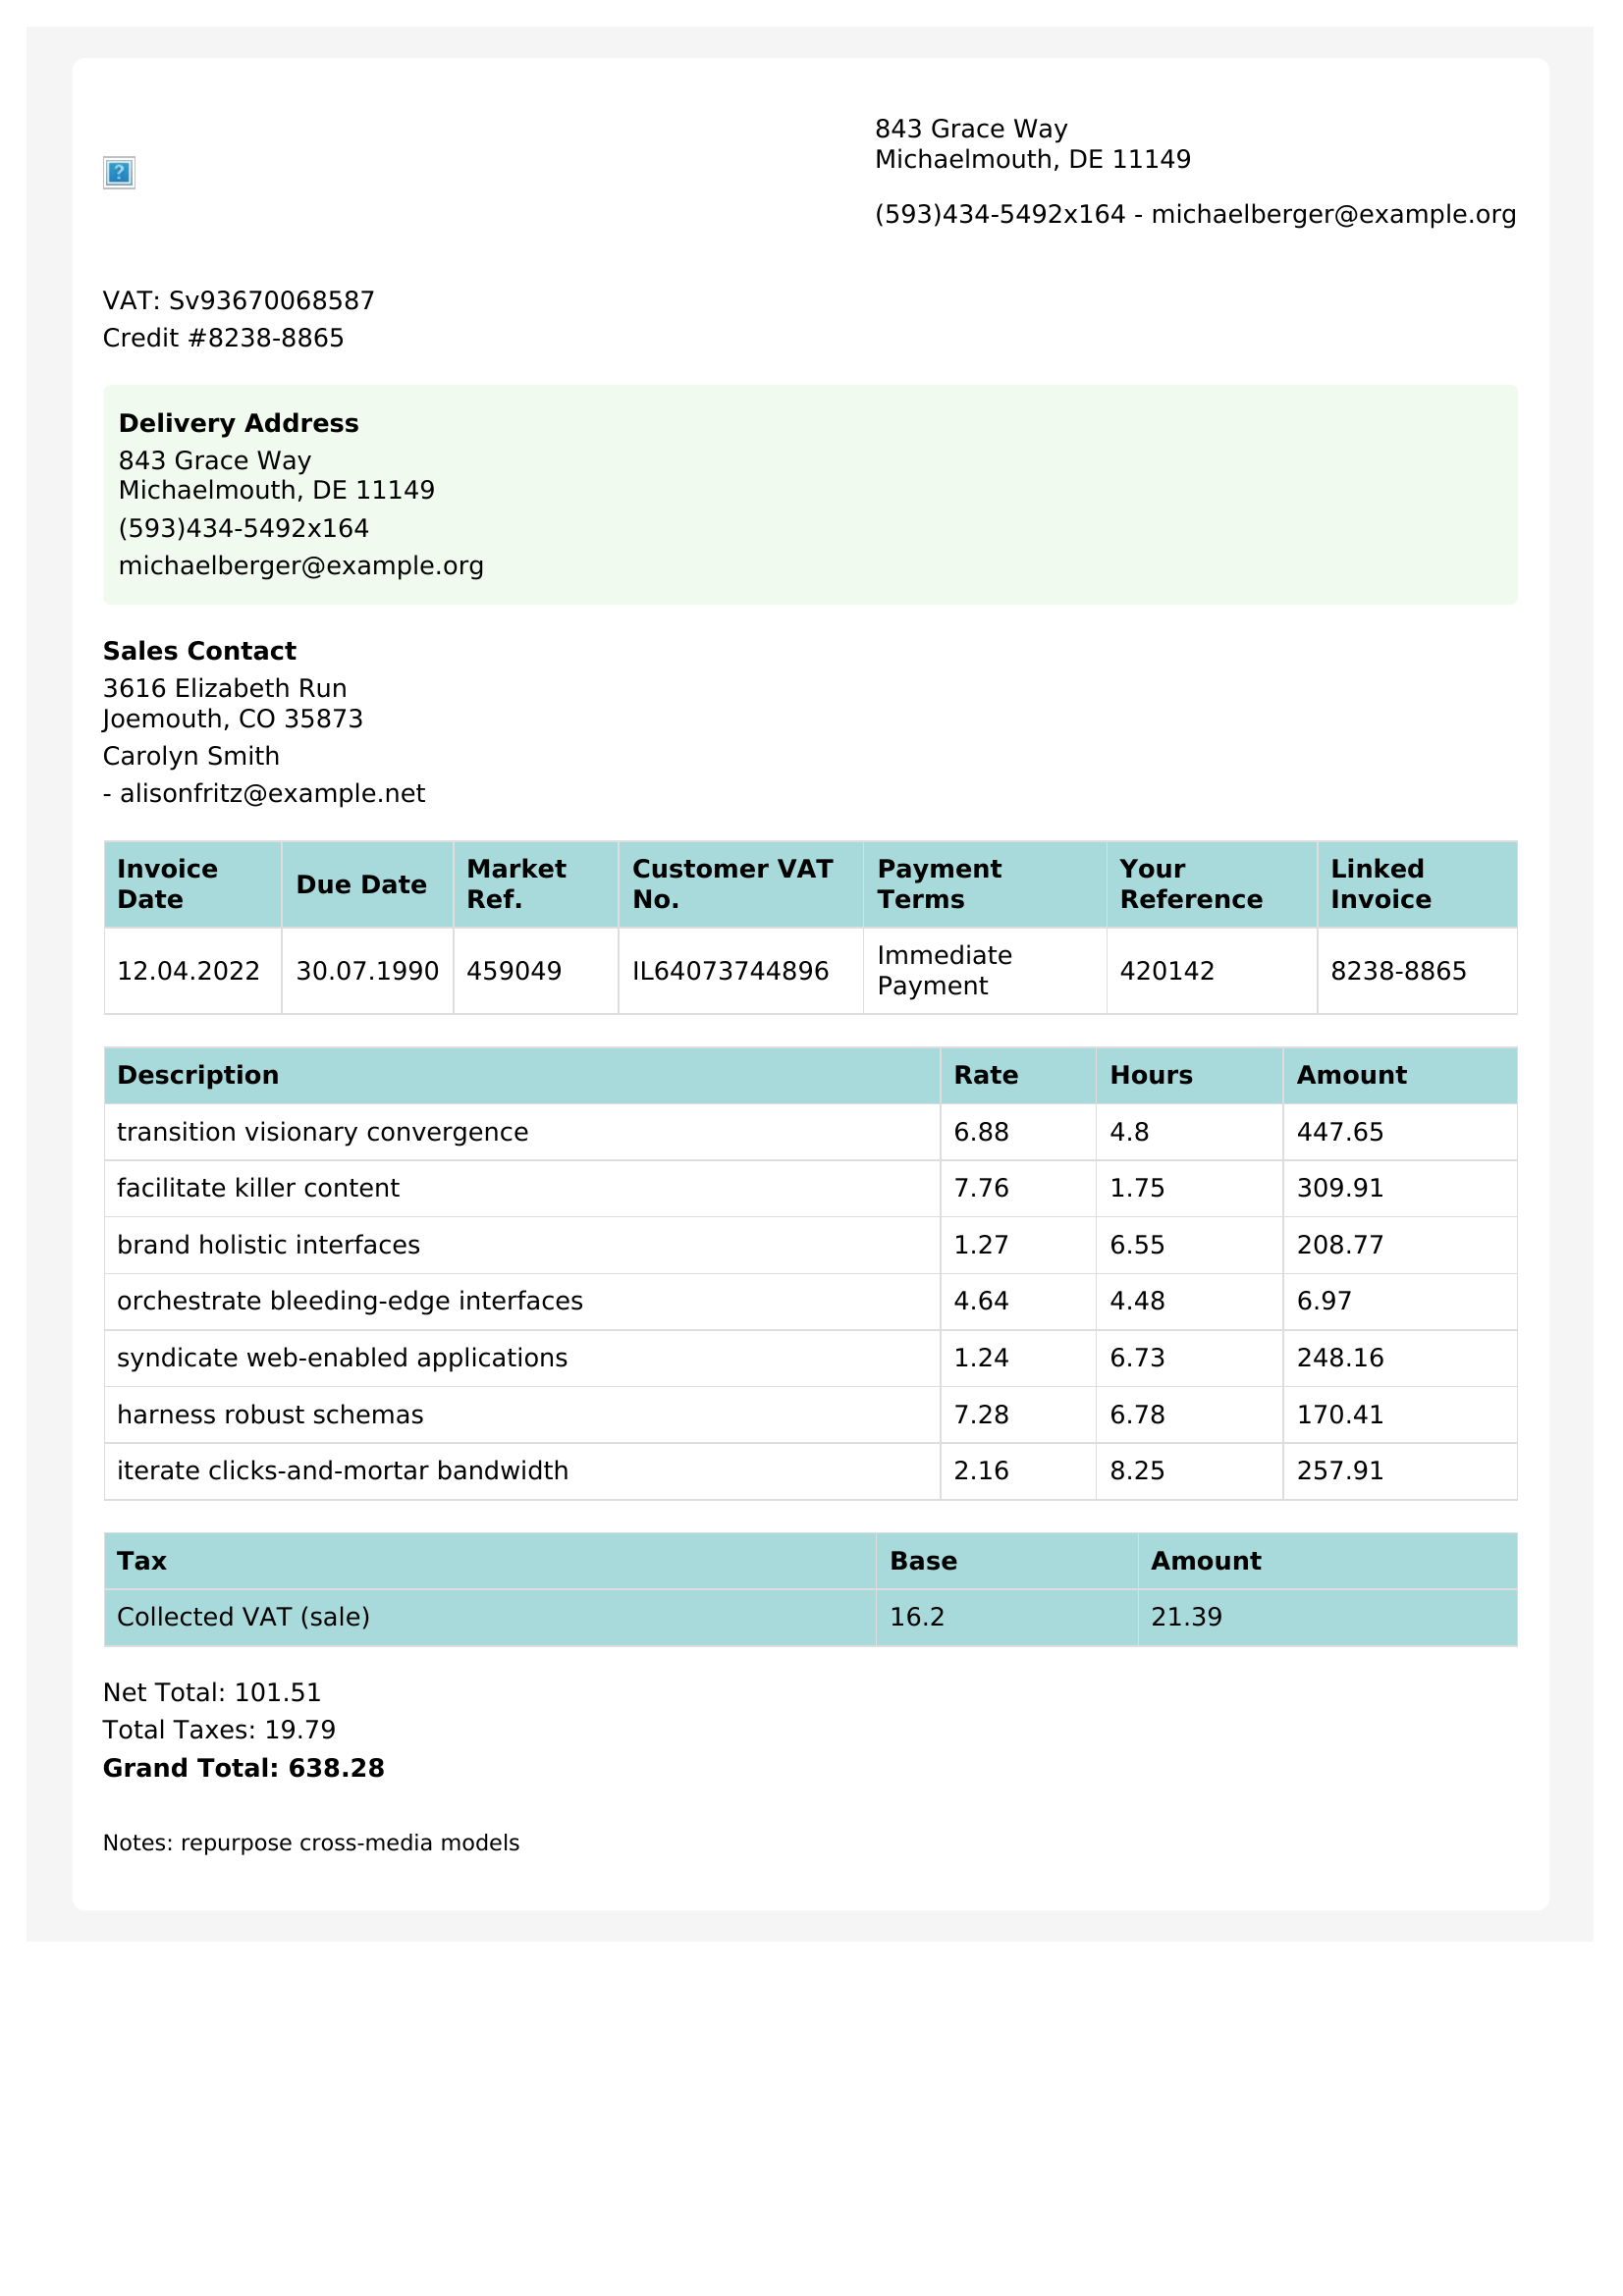 843 Grace Way
Michaelmouth, DE 11149
(593)434-5492x164 - michaelberger@example.org
VAT: Sv93670068587
Credit #8238-8865
Delivery Address
843 Grace Way
Michaelmouth, DE 11149
(593)434-5492x164
michaelberger@example.org
Sales Contact
3616 Elizabeth Run
Joemouth, CO 35873
Carolyn Smith
- alisonfritz@example.net
Invoice Date Due Date Market Ref. Customer VAT No. Payment Terms Your Reference Linked Invoice
12.04.2022 30.07.1990 459049 IL64073744896 Immediate Payment 420142 8238-8865
Description Rate Hours Amount
transition visionary convergence 6.88 4.8 447.65
facilitate killer content 7.76 1.75 309.91
brand holistic interfaces 1.27 6.55 208.77
orchestrate bleeding-edge interfaces 4.64 4.48 6.97
syndicate web-enabled applications 1.24 6.73 248.16
harness robust schemas 7.28 6.78 170.41
iterate clicks-and-mortar bandwidth 2.16 8.25 257.91
Tax Base Amount
Collected VAT (sale) 16.2 21.39
Net Total: 101.51
Total Taxes: 19.79
Grand Total: 638.28
Notes: repurpose cross-media models